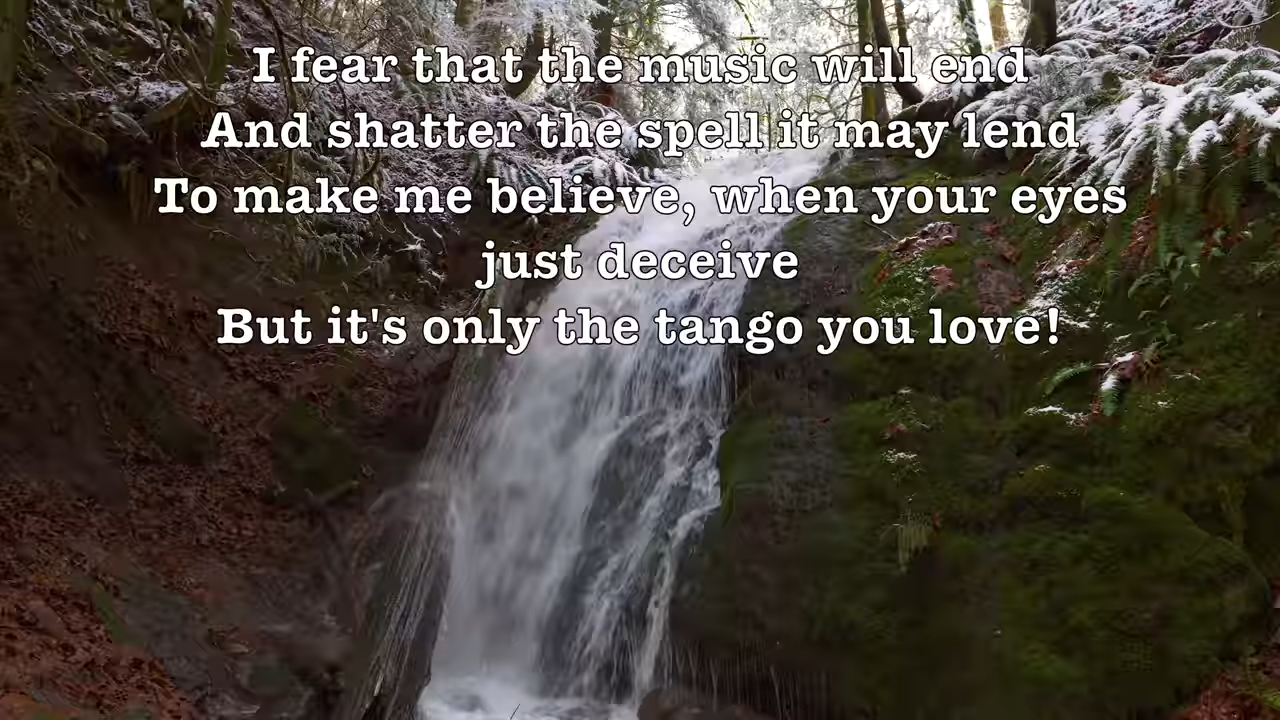 I fear that the music will end
And shatter the spell it may lend
To make me believe, when your eyes
just deceive
But it's only the tango you love!